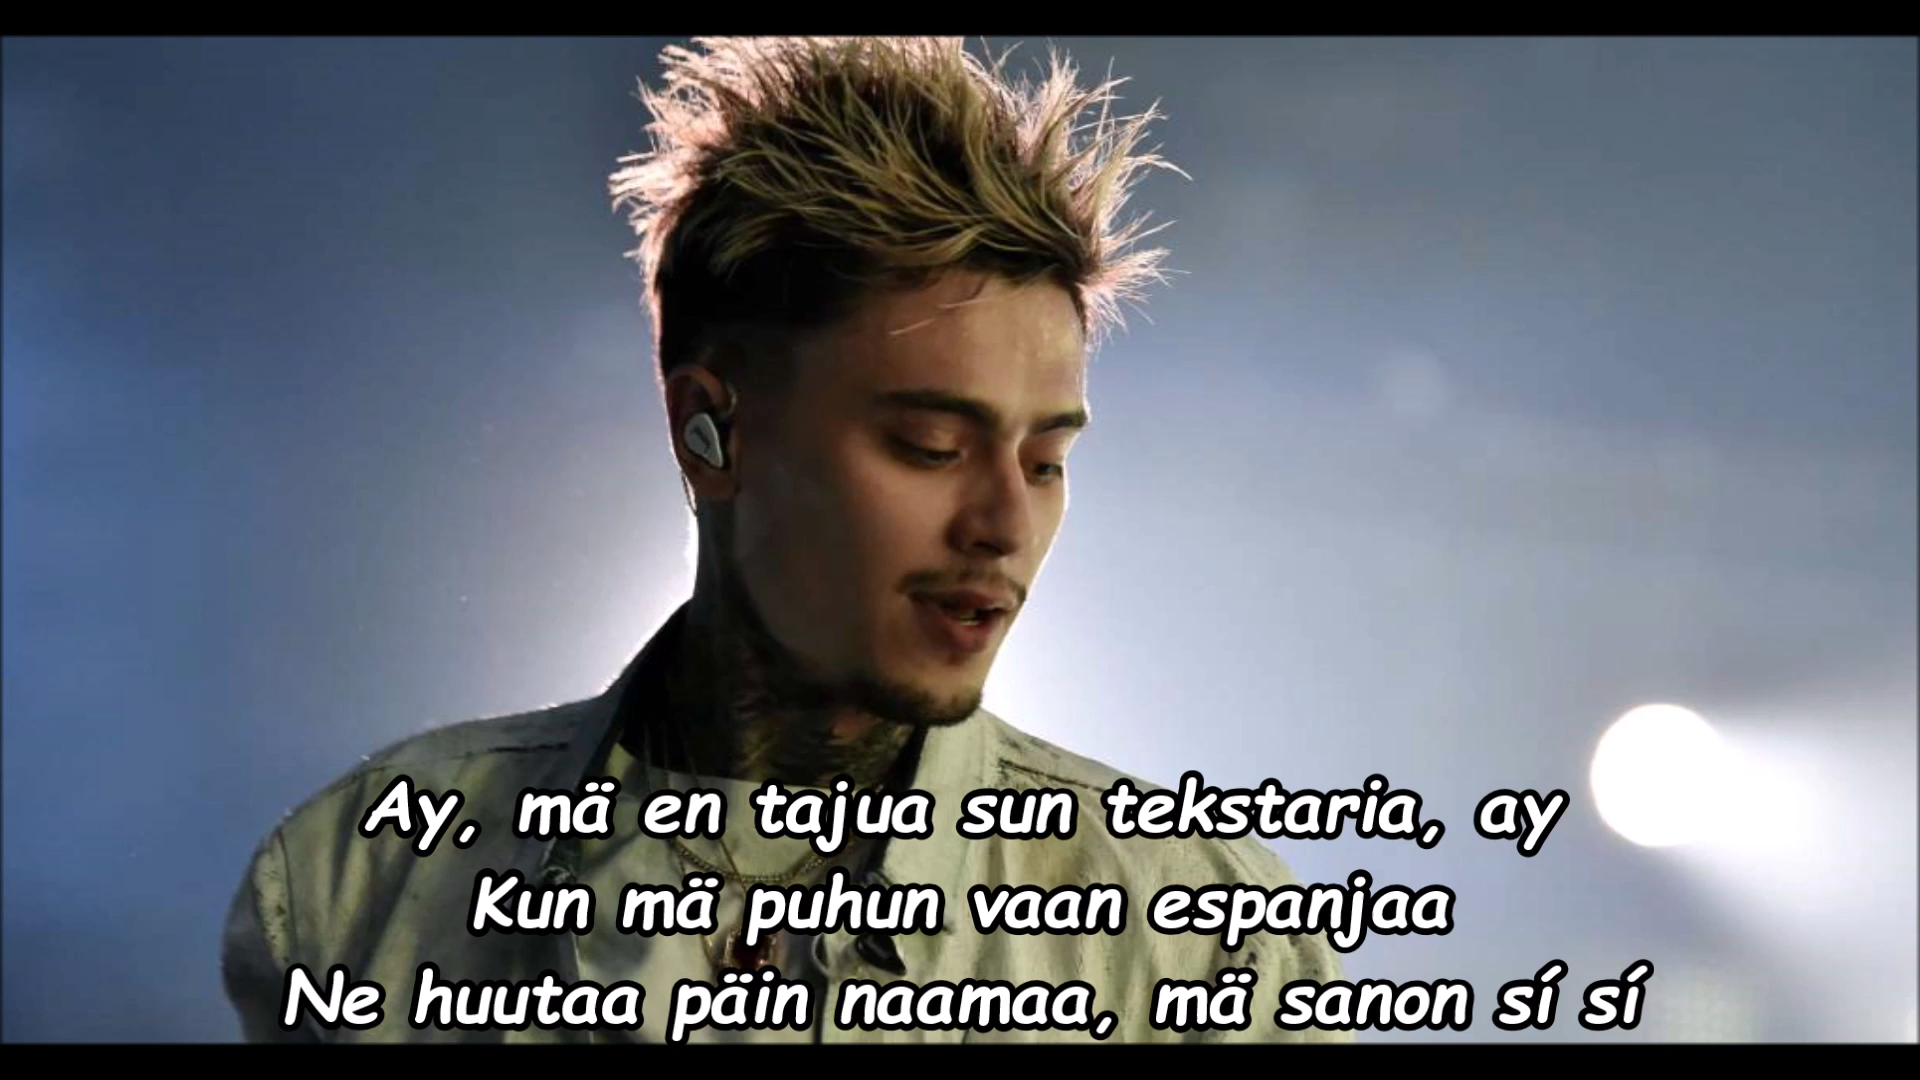 Ay, mä en tajua sun tekstaria, ay
Kun mä puhun vaan espanjaa
Ne huutaa päin naamaa, mä sanon sí sí